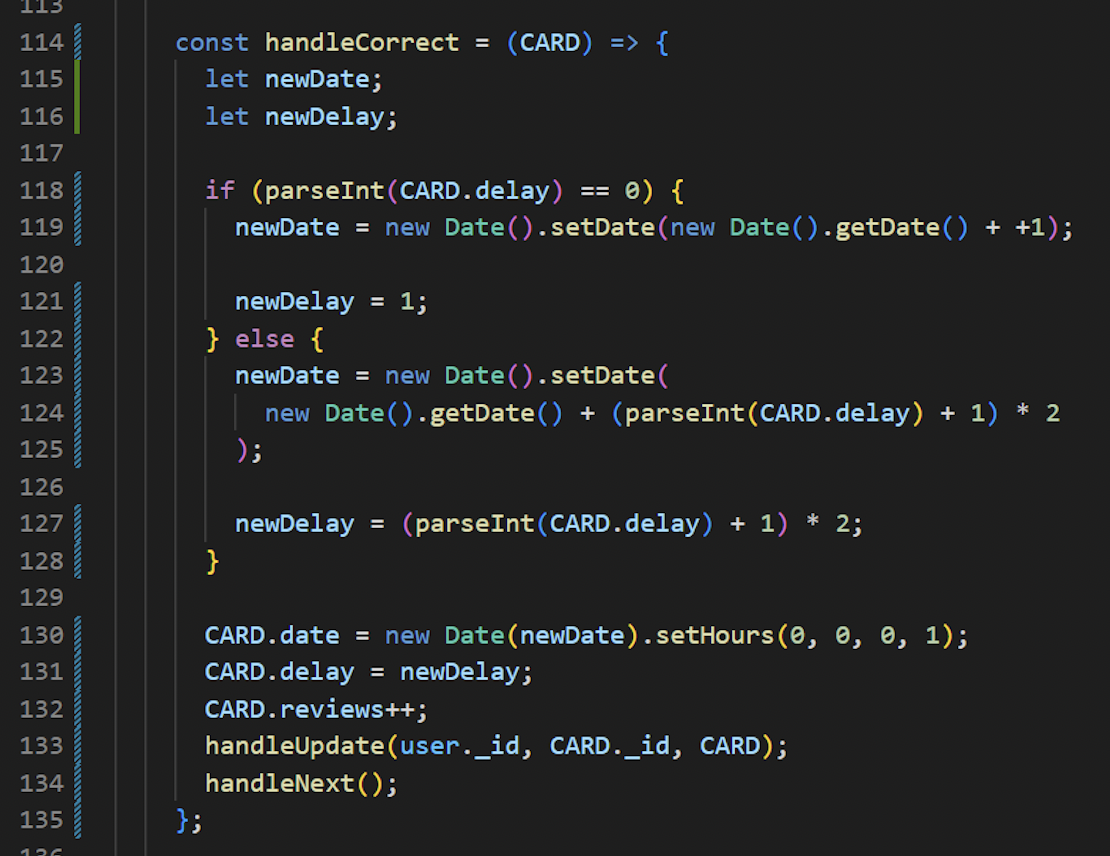 113
114 const handleCorrect = (CARD) => {
115 let newDate;
116 let newDelay;
117
118 if (parseInt(CARD.delay) == 0) {
119 newDate = new Date().setDate(new Date().getDate() + +1);
120
121 newDelay = 1;
122 } else {
123 newDate = new Date().setDate(
124 new Date().getDate() + (parseInt(CARD.delay) + 1) * 2
125 );
126
127 newDelay = (parseInt(CARD.delay) + 1) * 2;
128 }
129
130 CARD.date = new Date(newDate).setHours(0, 0, 0, 1);
131 CARD.delay = newDelay;
132 CARD.reviews++;
133 handleUpdate(user._id, CARD._id, CARD);
134 handleNext();
135 };
136